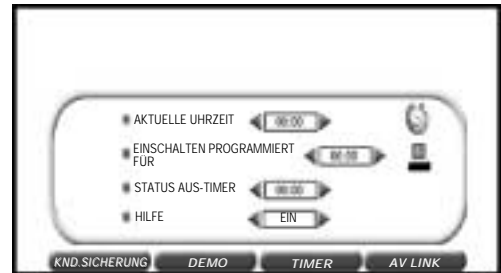 AKTUELLE UHRZEIT 00:00
EINSCHALTEN PROGRAMMIERT
FÜR 00:00
STATUS AUS-TIMER 00:00
HILFE EIN
KND.SICHERUNG DEMO TIMER AV LINK